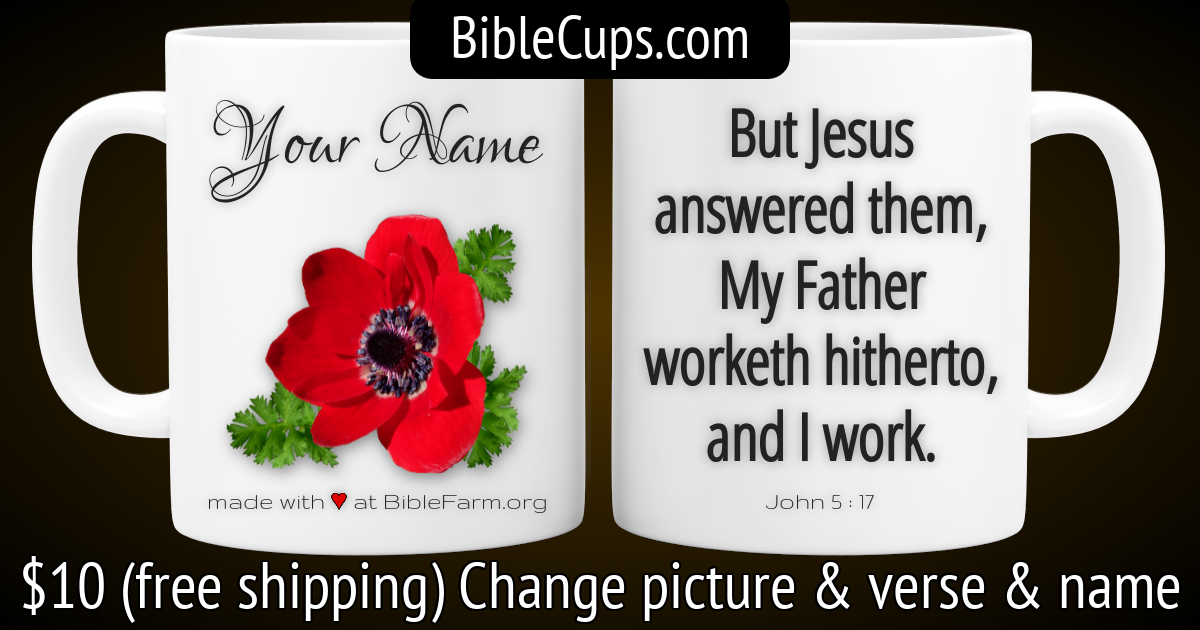 BibleCups.com
Your Name
made with ♥ at BibleFarm.org
But Jesus
answered them,
My Father
worketh hitherto,
and I work.
John 5 : 17
$10 (free shipping) Change picture & verse & name